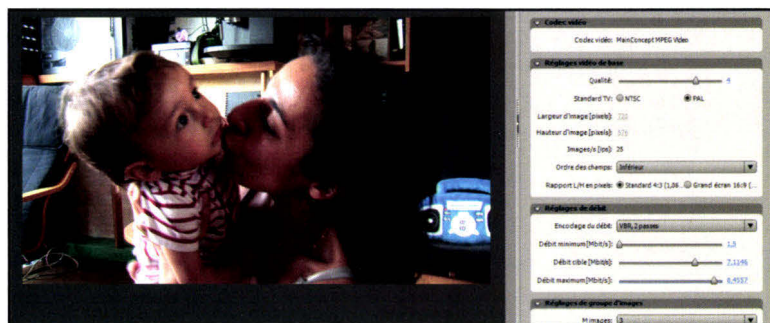 Codec vidéo
Codec vidéo: MainConcept MPEG Video
Réglages vidéo de base
Qualité: 4
Standard TV: NTSC PAL
Largeur d'image [pixels]: 720
Hauteur d'image [pixels]: 576
Images/s [ips]: 25
Ordre des champs: Inférieur
Rapport L/H en pixels: Standard 4:3 (1,06... Grand écran 16:9 (...
Réglages de débit
Encodage du débit: VBR, 2 passes
Débit minimum [Mbit/s]: 1,5
Débit cible [Mbit/s]: 7,1146
Débit maximum [Mbit/s]: 8,4557
Réglages de groupe d'images
M images: 3